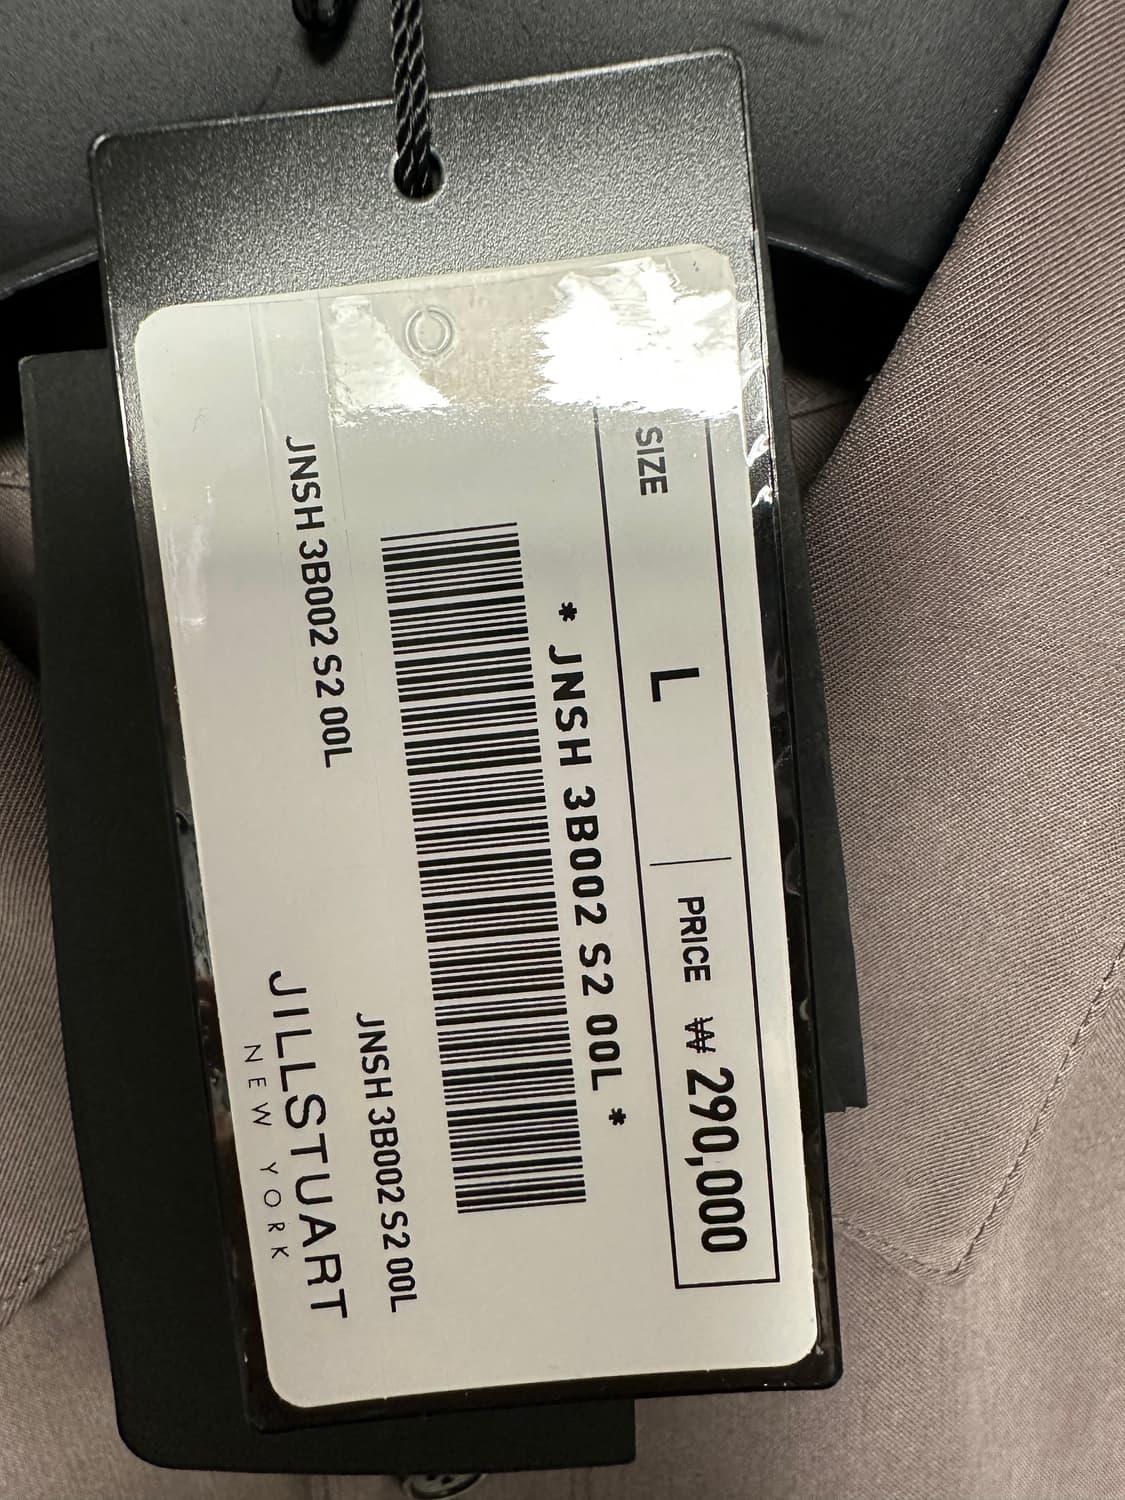 SIZE L PRICE ₩ 290,000
* JNSH 3B002 S2 00L *
JNSH 3B002 S2 00L
JNSH 3B002 S2 00L
JILLSTUART
NEW YORK